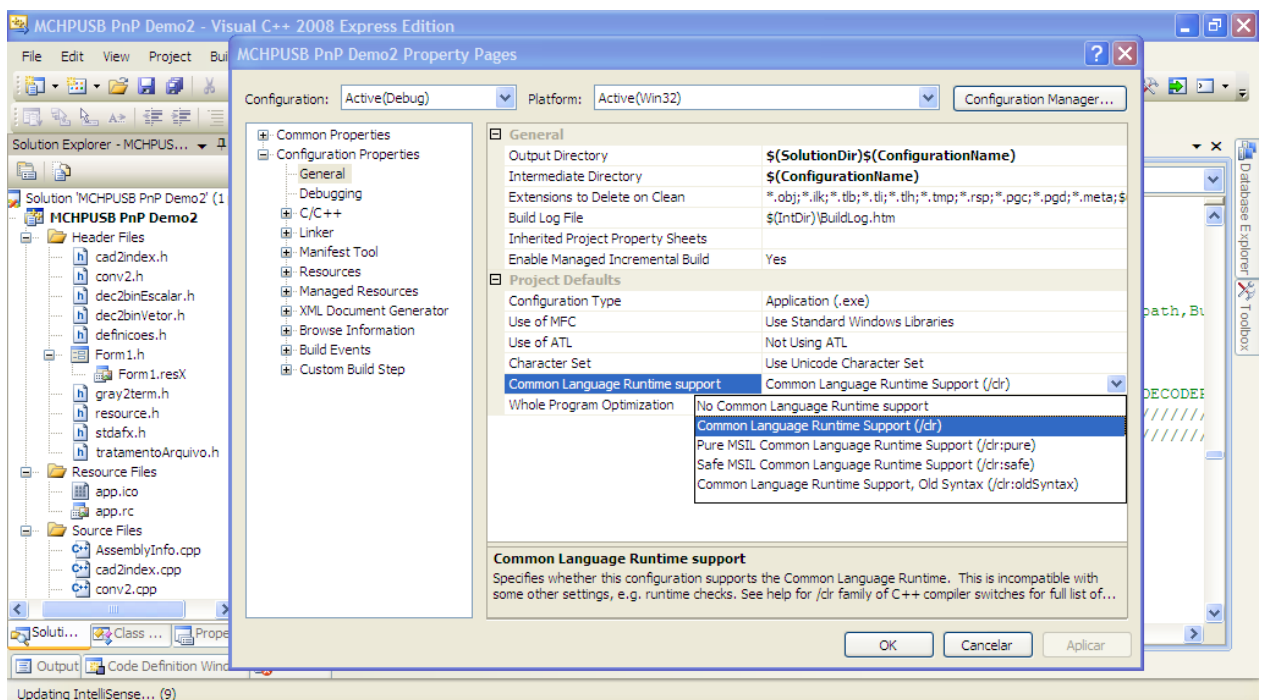 MCHPUSB PnP Demo2 - Visual C++ 2008 Express Edition
File Edit View Project Bui
MCHPUSB PnP Demo2 Property Pages
Configuration: Active(Debug) Platform: Active(Win32) Configuration Manager...
Solution Explorer - MCHPUS...
Solution 'MCHPUSB PnP Demo2' (1
MCHPUSB PnP Demo2
Header Files
cad2index.h
conv2.h
dec2binEscalar.h
dec2binVetor.h
definicoes.h
Form1.h
Form1.resX
gray2term.h
resource.h
stdafx.h
tratamentoArquivo.h
Resource Files
app.ico
app.rc
Source Files
AssemblyInfo.cpp
cad2index.cpp
conv2.cpp
Soluti... Class ... Prope
Output Code Definition Wind
Updating IntelliSense... (9)
Common Properties
Configuration Properties
General
Debugging
C/C++
Linker
Manifest Tool
Resources
Managed Resources
XML Document Generator
Browse Information
Build Events
Custom Build Step
General
Output Directory $(SolutionDir)$(ConfigurationName)
Intermediate Directory $(ConfigurationName)
Extensions to Delete on Clean *.obj;*.ilk;*.tlb;*.tli;*.tlh;*.tmp;*.rsp;*.pgc;*.pgd;*.meta;$
Build Log File $(IntDir)\BuildLog.htm
Inherited Project Property Sheets
Enable Managed Incremental Build Yes
Project Defaults
Configuration Type Application (.exe)
Use of MFC Use Standard Windows Libraries
Use of ATL Not Using ATL
Character Set Use Unicode Character Set
Common Language Runtime support Common Language Runtime Support (/clr)
Whole Program Optimization
No Common Language Runtime support
Common Language Runtime Support (/clr)
Pure MSIL Common Language Runtime Support (/clr:pure)
Safe MSIL Common Language Runtime Support (/clr:safe)
Common Language Runtime Support, Old Syntax (/clr:oldSyntax)
Common Language Runtime support
Specifies whether this configuration supports the Common Language Runtime. This is incompatible with
some other settings, e.g. runtime checks. See help for /clr family of C++ compiler switches for full list of...
OK Cancelar Aplicar
path,Bu
DECODER
///////
///////
Database Explorer
Toolbox